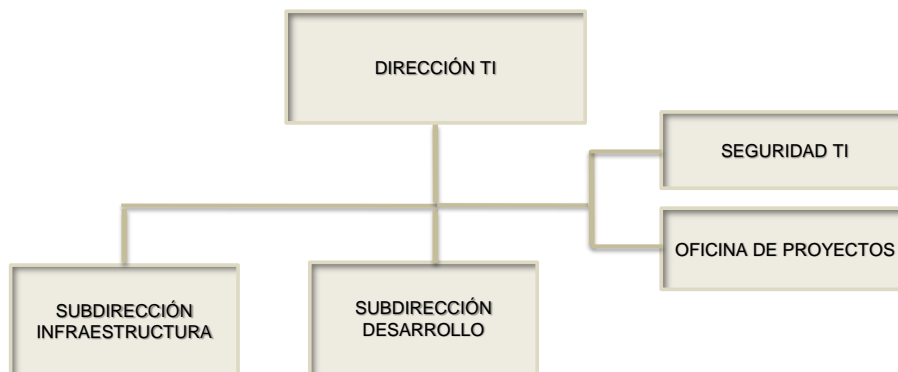 DIRECCIÓN TI
SEGURIDAD TI
OFICINA DE PROYECTOS
SUBDIRECCIÓN
INFRAESTRUCTURA
SUBDIRECCIÓN
DESARROLLO